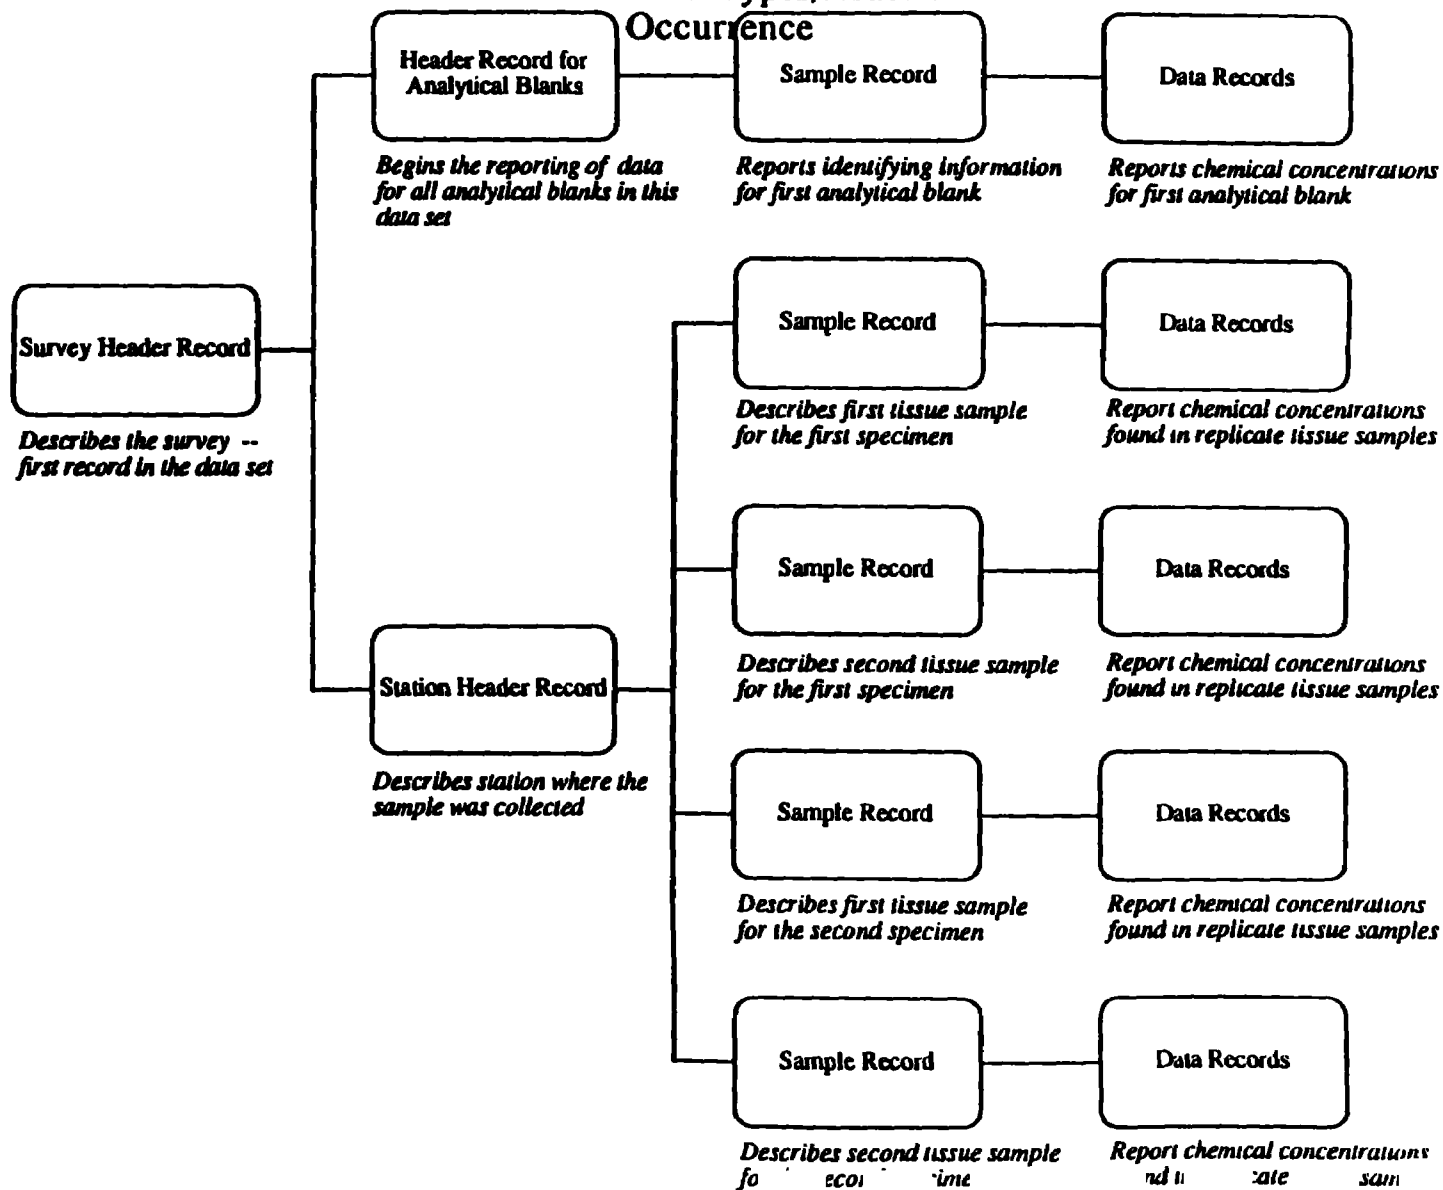 Occurrence
Header Record for
Analytical Blanks
Sample Record
Data Records
Begins the reporting of data
for all analytical blanks in this
data set
Reports identifying information
for first analytical blank
Reports chemical concentrations
for first analytical blank
Survey Header Record
Describes the survey --
first record in the data set
Sample Record
Data Records
Describes first tissue sample
for the first specimen
Report chemical concentrations
found in replicate tissue samples
Sample Record
Data Records
Describes second tissue sample
for the first specimen
Report chemical concentrations
found in replicate tissue samples
Station Header Record
Describes station where the
sample was collected
Sample Record
Data Records
Describes first tissue sample
for the second specimen
Report chemical concentrations
found in replicate tissue samples
Sample Record
Data Records
Describes second tissue sample
Report chemical concentrations